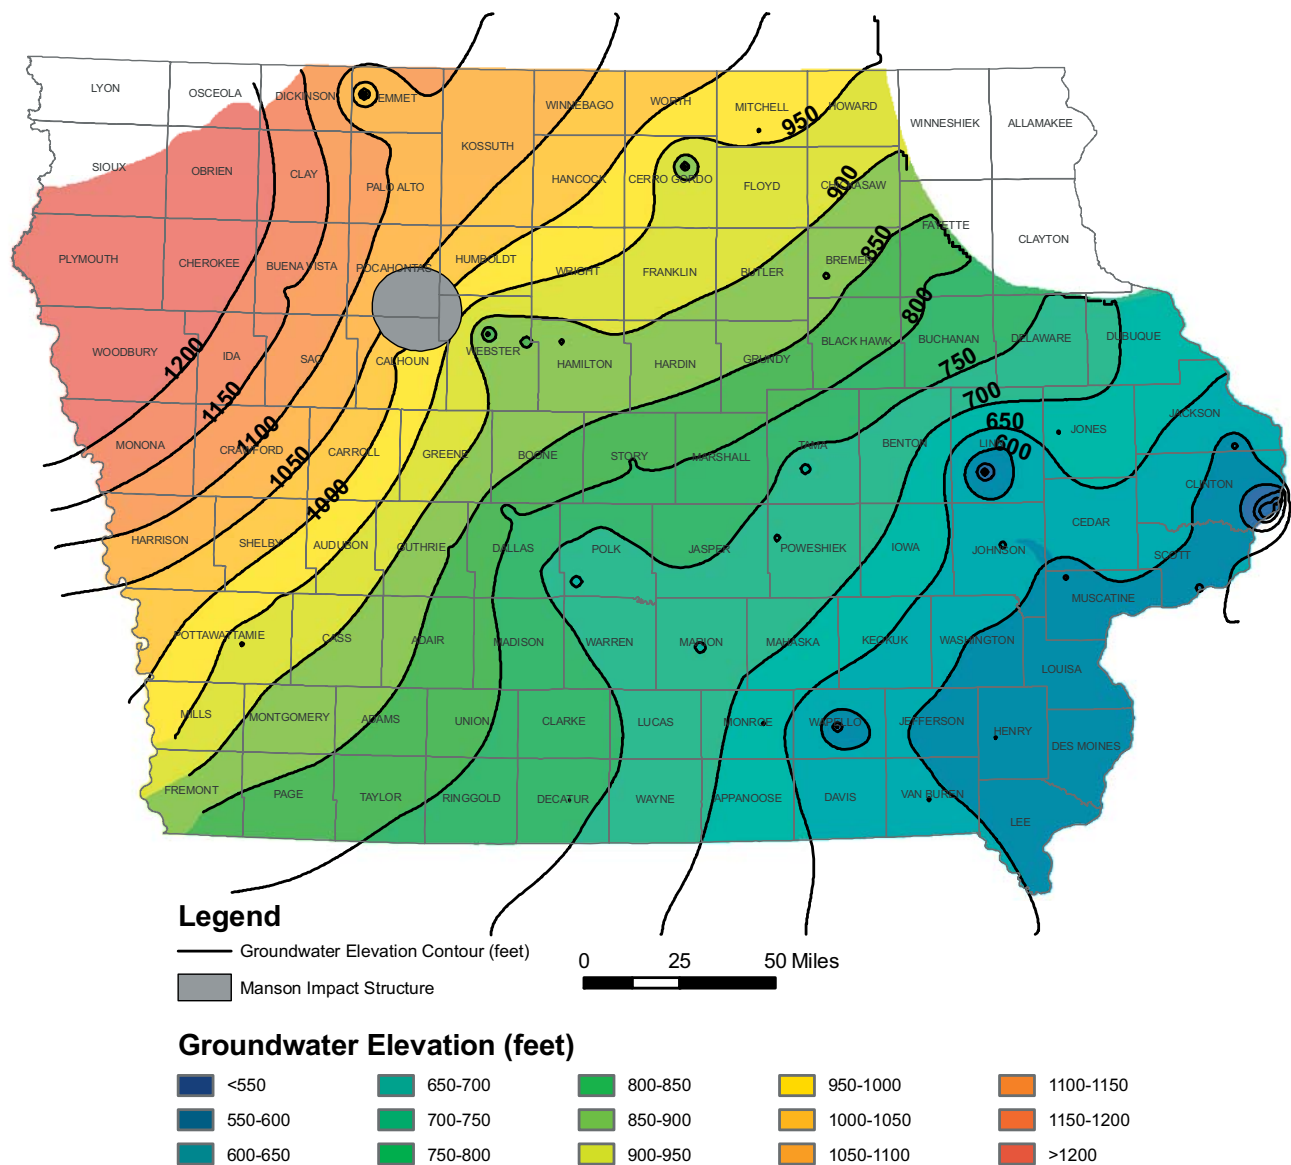 LYON
OSCEOLA
DICKINSON
EMMET
WINNEBAGO
WORTH
MITCHELL
HOWARD
WINNESHIEK
ALLAMAKEE
950
SIOUX
OBRIEN
CLAY
PALO ALTO
KOSSUTH
HANCOCK
CERRO GORDO
FLOYD
CHICKASAW
900
FAYETTE
CLAYTON
PLYMOUTH
CHEROKEE
BUENA VISTA
POCAHONTAS
HUMBOLDT
WRIGHT
FRANKLIN
BUTLER
BREMER
850
800
WOODBURY
IDA
SAC
CALHOUN
WEBSTER
HAMILTON
HARDIN
GRUNDY
BLACK HAWK
BUCHANAN
DELAWARE
DUBUQUE
1200
1150
1100
1050
1000
750
700
650
600
MONONA
CRAWFORD
CARROLL
GREENE
BOONE
STORY
MARSHALL
TAMA
BENTON
LINN
JONES
JACKSON
CLINTON
HARRISON
SHELBY
AUDUBON
GUTHRIE
DALLAS
POLK
JASPER
POWESHIEK
IOWA
JOHNSON
CEDAR
SCOTT
MUSCATINE
POTTAWATTAMIE
CASS
ADAIR
MADISON
WARREN
MARION
MAHASKA
KEOKUK
WASHINGTON
LOUISA
MILLS
MONTGOMERY
ADAMS
UNION
CLARKE
LUCAS
MONROE
WAPELLO
JEFFERSON
HENRY
DES MOINES
FREMONT
PAGE
TAYLOR
RINGGOLD
DECATUR
WAYNE
APPANOOSE
DAVIS
VAN BUREN
LEE
Legend
Groundwater Elevation Contour (feet)
Manson Impact Structure
0 25 50 Miles
Groundwater Elevation (feet)
<550 650-700 800-850 950-1000 1100-1150
550-600 700-750 850-900 1000-1050 1150-1200
600-650 750-800 900-950 1050-1100 >1200